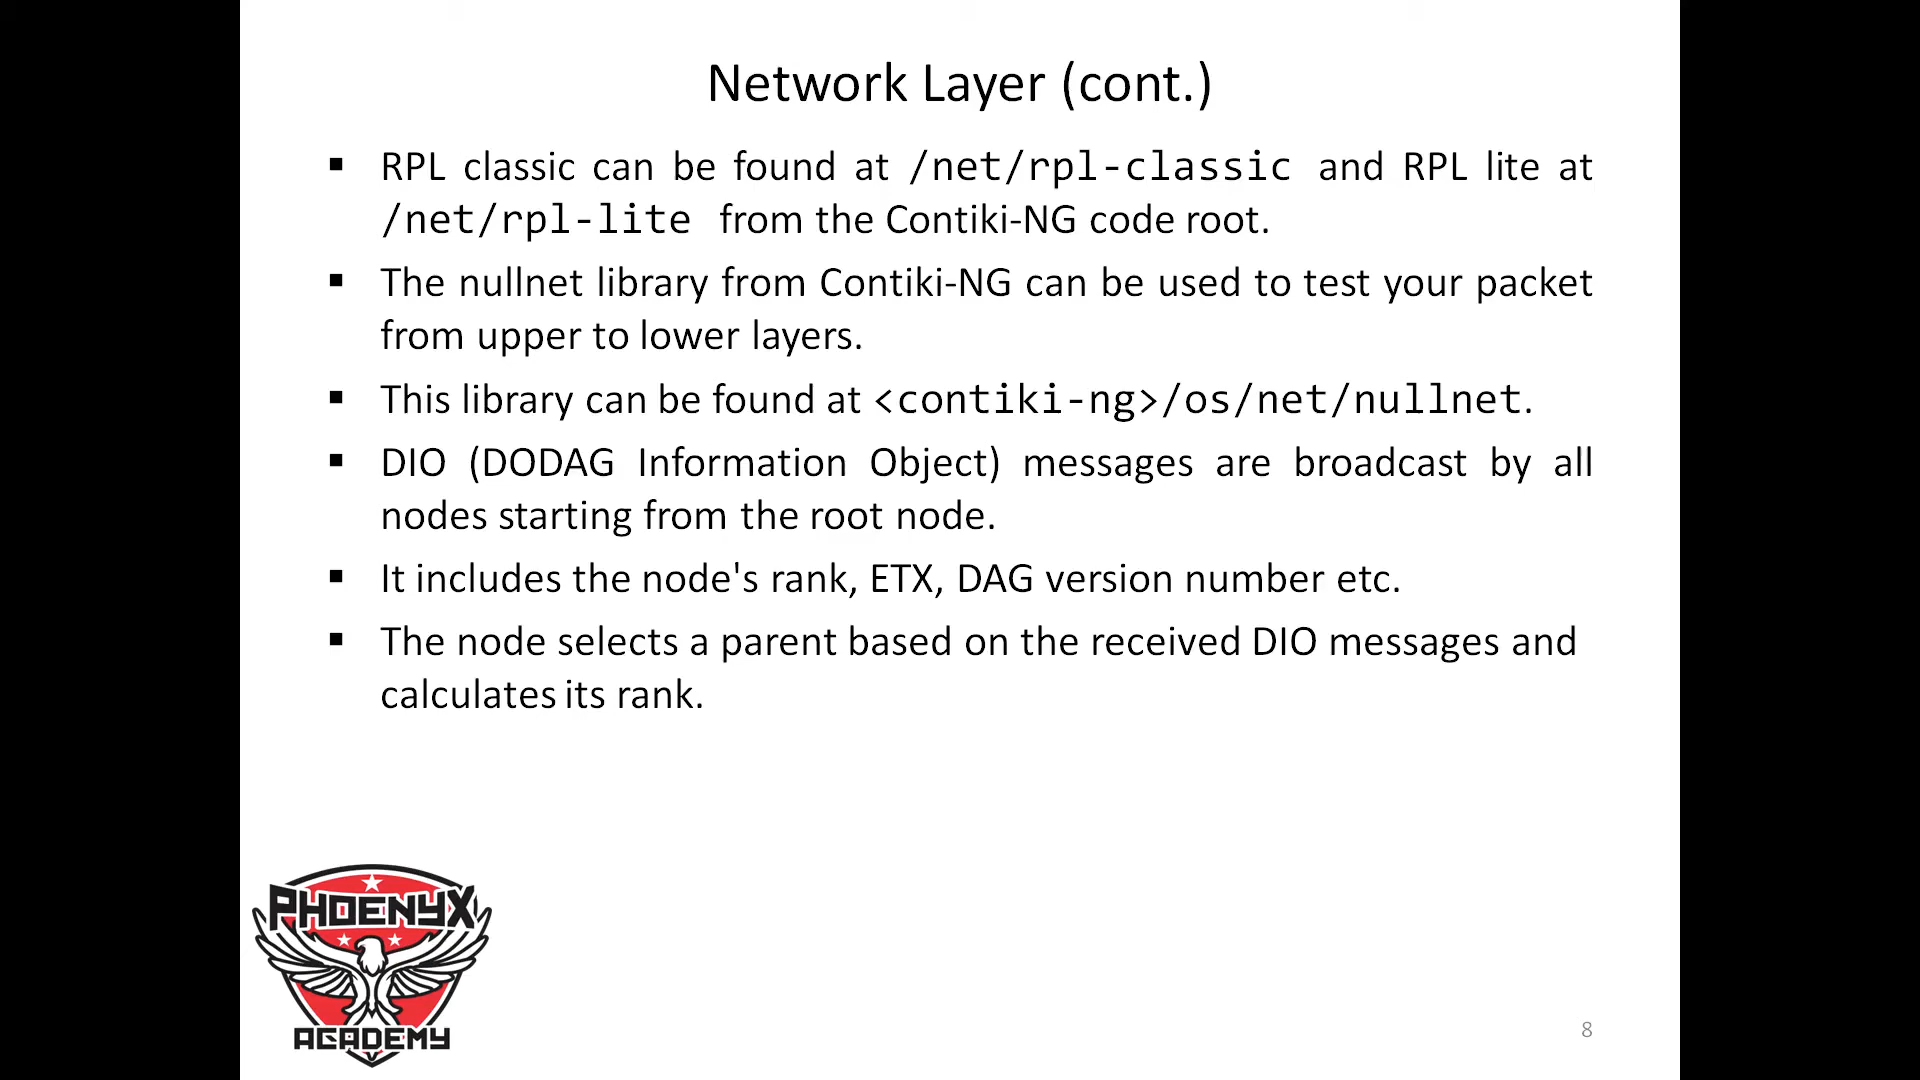 Network Layer (cont.)
▪ RPL classic can be found at /net/rpl-classic and RPL lite at
/net/rpl-lite from the Contiki-NG code root.
▪ The nullnet library from Contiki-NG can be used to test your packet
from upper to lower layers.
▪ This library can be found at <contiki-ng>/os/net/nullnet.
▪ DIO (DODAG Information Object) messages are broadcast by all
nodes starting from the root node.
▪ It includes the node's rank, ETX, DAG version number etc.
▪ The node selects a parent based on the received DIO messages and
calculates its rank.
PHOENYX
ACADEMY
8